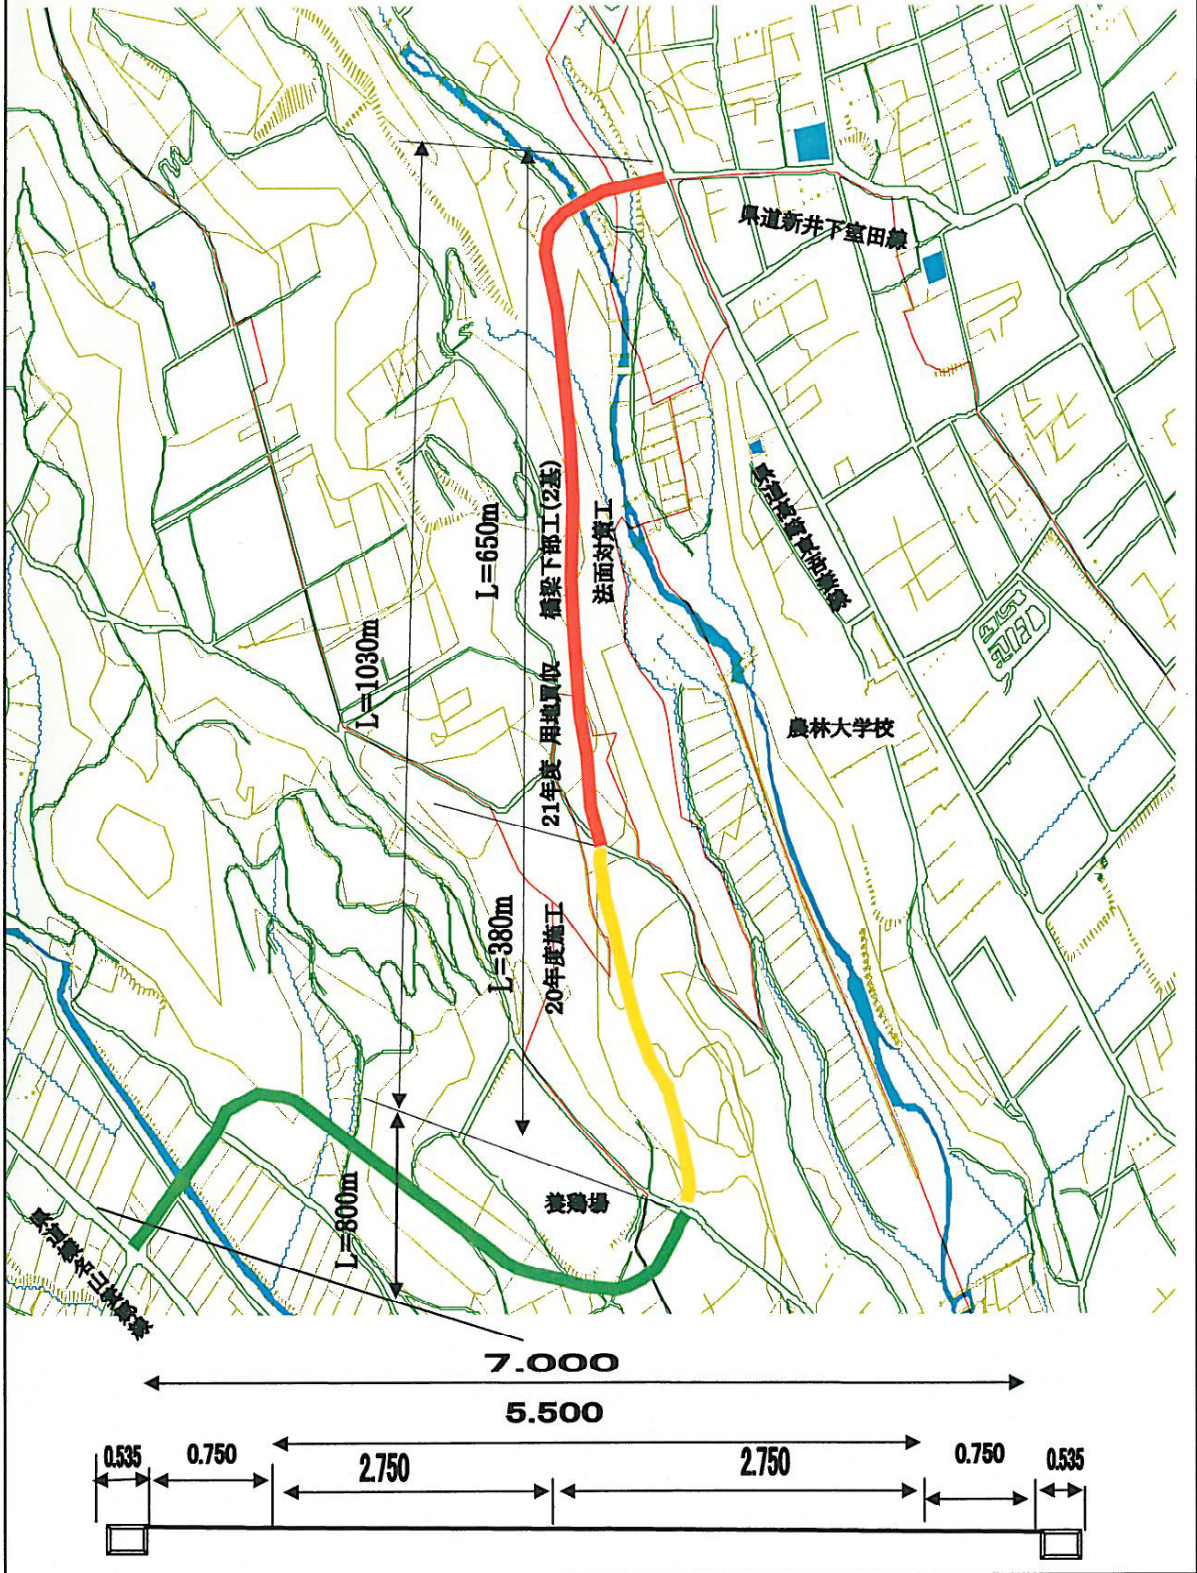 県道新井下室田線
L=650m
橋梁下部工(2基)
法面対策工
L=1030m
21年度 用地買収
農林大学校
L=380m
20年度施工
L=800m
養鶏場
7.000
5.500
0.535
0.750
2.750
2.750
0.750
0.535